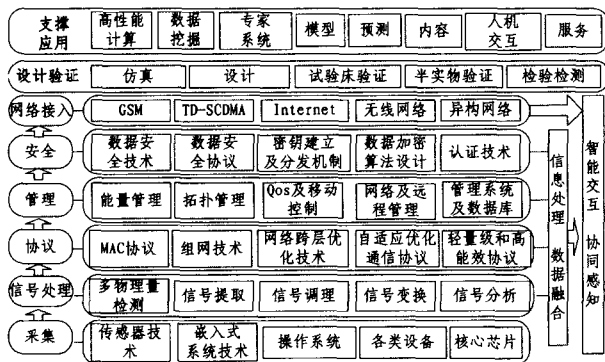 支撑应用 高性能计算 数据挖掘 专家系统 模型 预测 内容 人机交互 服务
设计验证 仿真 设计 试验床验证 半实物验证 检验检测
网络接入 GSM TD-SCDMA Internet 无线网络 异构网络
安全 数据安全技术 数据安全协议 密钥建立及分发机制 数据加密算法设计 认证技术
管理 能量管理 拓扑管理 Qos及移动控制 网络及远程管理 管理系统及数据库
协议 MAC协议 组网技术 网络跨层优化技术 自适应优化通信协议 轻量级和高能效协议
信号处理 多物理量检测 信号提取 信号调理 信号变换 信号分析
采集 传感器技术 嵌入式系统技术 操作系统 各类设备 核心芯片
信息处理 数据融合
智能交互 协同感知